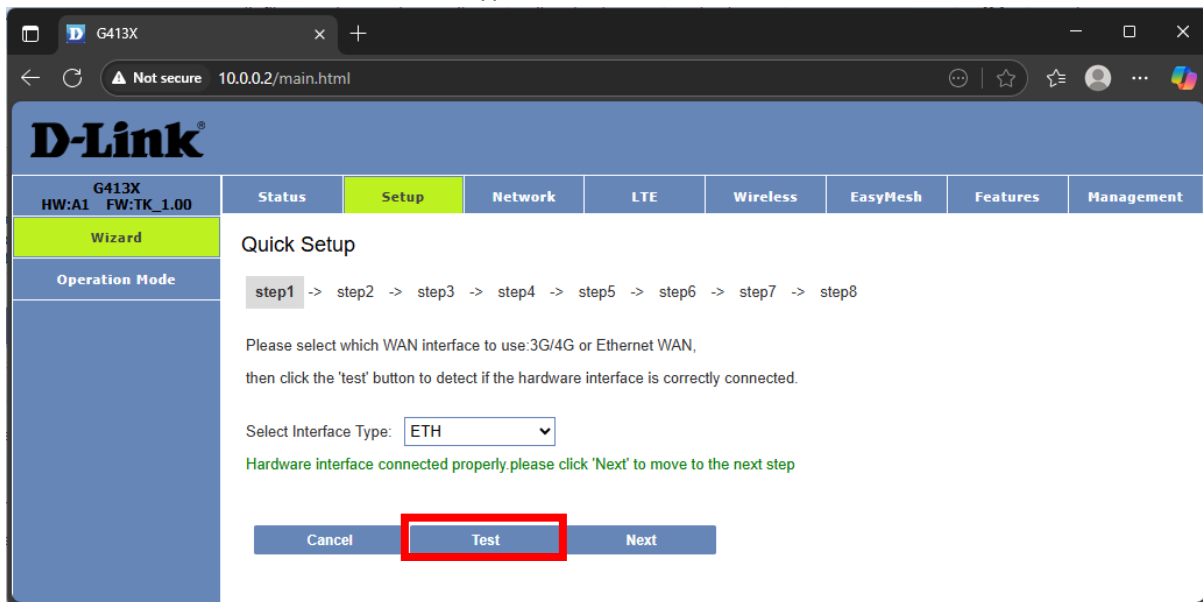 G413X
Not secure 10.0.0.2/main.html
D-Link®
G413X
HW:A1 FW:TK_1.00
Status Setup Network LTE Wireless EasyMesh Features Management
Wizard
Operation Mode
Quick Setup
step1 -> step2 -> step3 -> step4 -> step5 -> step6 -> step7 -> step8
Please select which WAN interface to use:3G/4G or Ethernet WAN,
then click the 'test' button to detect if the hardware interface is correctly connected.
Select Interface Type: ETH
Hardware interface connected properly.please click 'Next' to move to the next step
Cancel Test Next